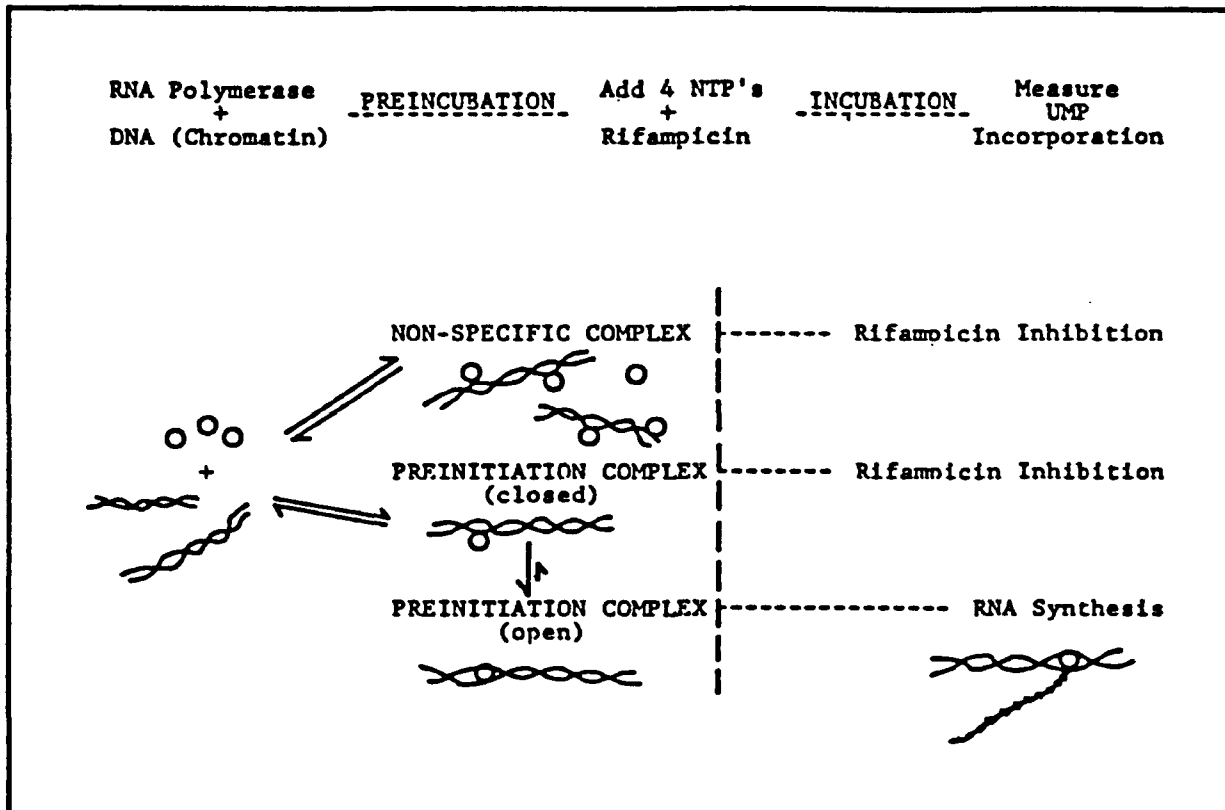 RNA Polymerase
+
DNA (Chromatin)
PREINCUBATION
Add 4 NTP's
+
Rifampicin
INCUBATION
Measure
UMP
Incorporation
NON-SPECIFIC COMPLEX
Rifampicin Inhibition
+
PREINITIATION COMPLEX
(closed)
Rifampicin Inhibition
PREINITIATION COMPLEX
(open)
RNA Synthesis